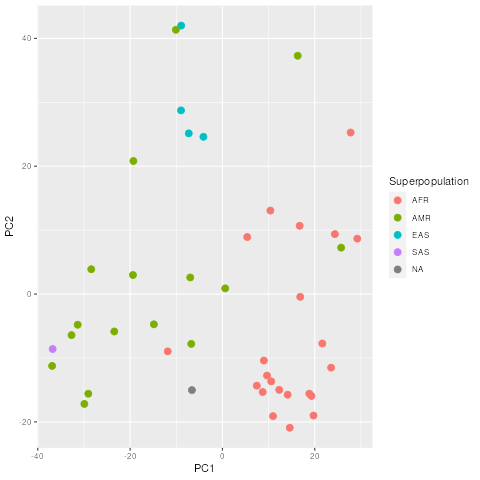 40
20
0
-20
-40
-20
0
20
PC1
PC2
Superpopulation
AFR
AMR
EAS
SAS
NA